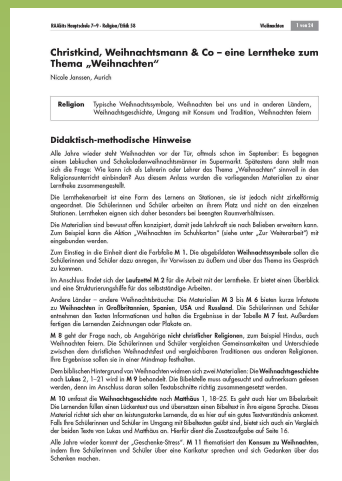 RAAbits Hauptschule 7–9 · Religion/Ethik 38
Weihnachten
1 von 24
Christkind, Weihnachtsmann & Co – eine Lerntheke zum
Thema „Weihnachten“
Nicole Janssen, Aurich
Religion Typische Weihnachtssymbole, Weihnachten bei uns und in anderen Ländern,
Weihnachtsgeschichte, Umgang mit Konsum und Tradition, Weihnachten feiern
Didaktisch-methodische Hinweise
Alle Jahre wieder steht Weihnachten vor der Tür, oftmals schon im September: Es begegnen
einem Lebkuchen und Schokoladenweihnachtsmänner im Supermarkt. Spätestens dann stellt man
sich die Frage: Wie kann ich als Lehrerin oder Lehrer das Thema „Weihnachten“ sinnvoll in den
Religionsunterricht einbinden? Aus diesem Anlass wurden die vorliegenden Materialien zu einer
Lerntheke zusammengestellt.
Die Lernthekenarbeit ist eine Form des Lernens an Stationen, sie ist jedoch nicht zirkelförmig
angeordnet. Die Schülerinnen und Schüler arbeiten an ihrem Platz und nicht an den einzelnen
Stationen. Lerntheken eignen sich daher besonders bei beengten Raumverhältnissen.
Die Materialien sind bewusst offen konzipiert, damit jede Lehrkraft sie nach Belieben erweitern kann.
Zum Beispiel kann die Aktion „Weihnachten im Schuhkarton“ (siehe unter „Zur Weiterarbeit“) mit
eingebunden werden.
Zum Einstieg in die Einheit dient die Farbfolie M 1. Die abgebildeten Weihnachtssymbole sollen die
Schülerinnen und Schüler dazu anregen, ihr Vorwissen zu äußern und über das Thema ins Gespräch
zu kommen.
Im Anschluss findet sich der Laufzettel M 2 für die Arbeit mit der Lerntheke. Er bietet einen Überblick
und eine Strukturierungshilfe für das selbstständige Arbeiten.
Andere Länder – andere Weihnachtsbräuche: Die Materialien M 3 bis M 6 bieten kurze Infotexte
zu Weihnachten in Großbritannien, Spanien, USA und Russland. Die Schülerinnen und Schüler
entnehmen den Texten Informationen und halten die Ergebnisse in der Tabelle M 7 fest. Außerdem
fertigen die Lernenden Zeichnungen oder Plakate an.
M 8 geht der Frage nach, ob Angehörige nicht christlicher Religionen, zum Beispiel Hindus, auch
Weihnachten feiern. Die Schülerinnen und Schüler vergleichen Gemeinsamkeiten und Unterschiede
zwischen dem christlichen Weihnachtsfest und vergleichbaren Traditionen aus anderen Religionen.
Ihre Ergebnisse sollen sie in einer Mindmap festhalten.
Dem biblischen Hintergrund von Weihnachten widmen sich zwei Materialien: Die Weihnachtsgeschichte
nach Lukas 2, 1–21 wird in M 9 behandelt. Die Bibelstelle muss aufgesucht und aufmerksam gelesen
werden, denn im Anschluss daran sollen Textabschnitte richtig zusammengesetzt werden.
M 10 umfasst die Weihnachtsgeschichte nach Matthäus 1, 18–25. Es geht auch hier um Bibelarbeit:
Die Lernenden füllen einen Lückentext aus und übersetzen einen Bibeltext in ihre eigene Sprache. Dieses
Material richtet sich eher an leistungsstarke Lernende, da es hier auf ein gutes Textverständnis ankommt.
Falls Ihre Schülerinnen und Schüler im Umgang mit Bibeltexten geübt sind, bietet sich auch ein Vergleich
der beiden Texte von Lukas und Matthäus an. Hierfür dient die Zusatzaufgabe auf Seite 16.
Alle Jahre wieder kommt der „Geschenke-Stress“. M 11 thematisiert den Konsum zu Weihnachten,
indem Ihre Schülerinnen und Schüler über eine Karikatur sprechen und sich Gedanken über das
Schenken machen.